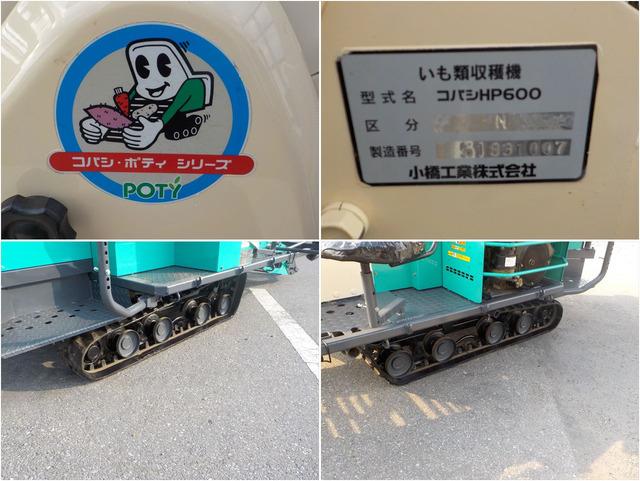 コバシ・ポティ シリーズ
POTY
いも類収穫機
型式名 コバシHP600
区分 N
製造番号
小橋工業株式会社